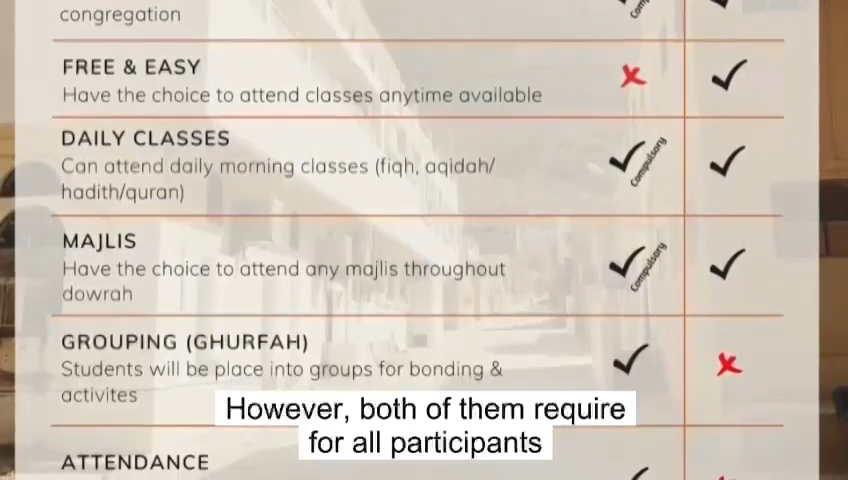 congregation
FREE & EASY
Have the choice to attend classes anytime available
DAILY CLASSES
Can attend daily morning classes (fiqh, aqidah/
hadith/quran)
Compulsory
MAJLIS
Have the choice to attend any majlis throughout
dowrah
Compulsory
GROUPING (GHURFAH)
Students will be place into groups for bonding &
activites
However, both of them require
for all participants
ATTENDANCE